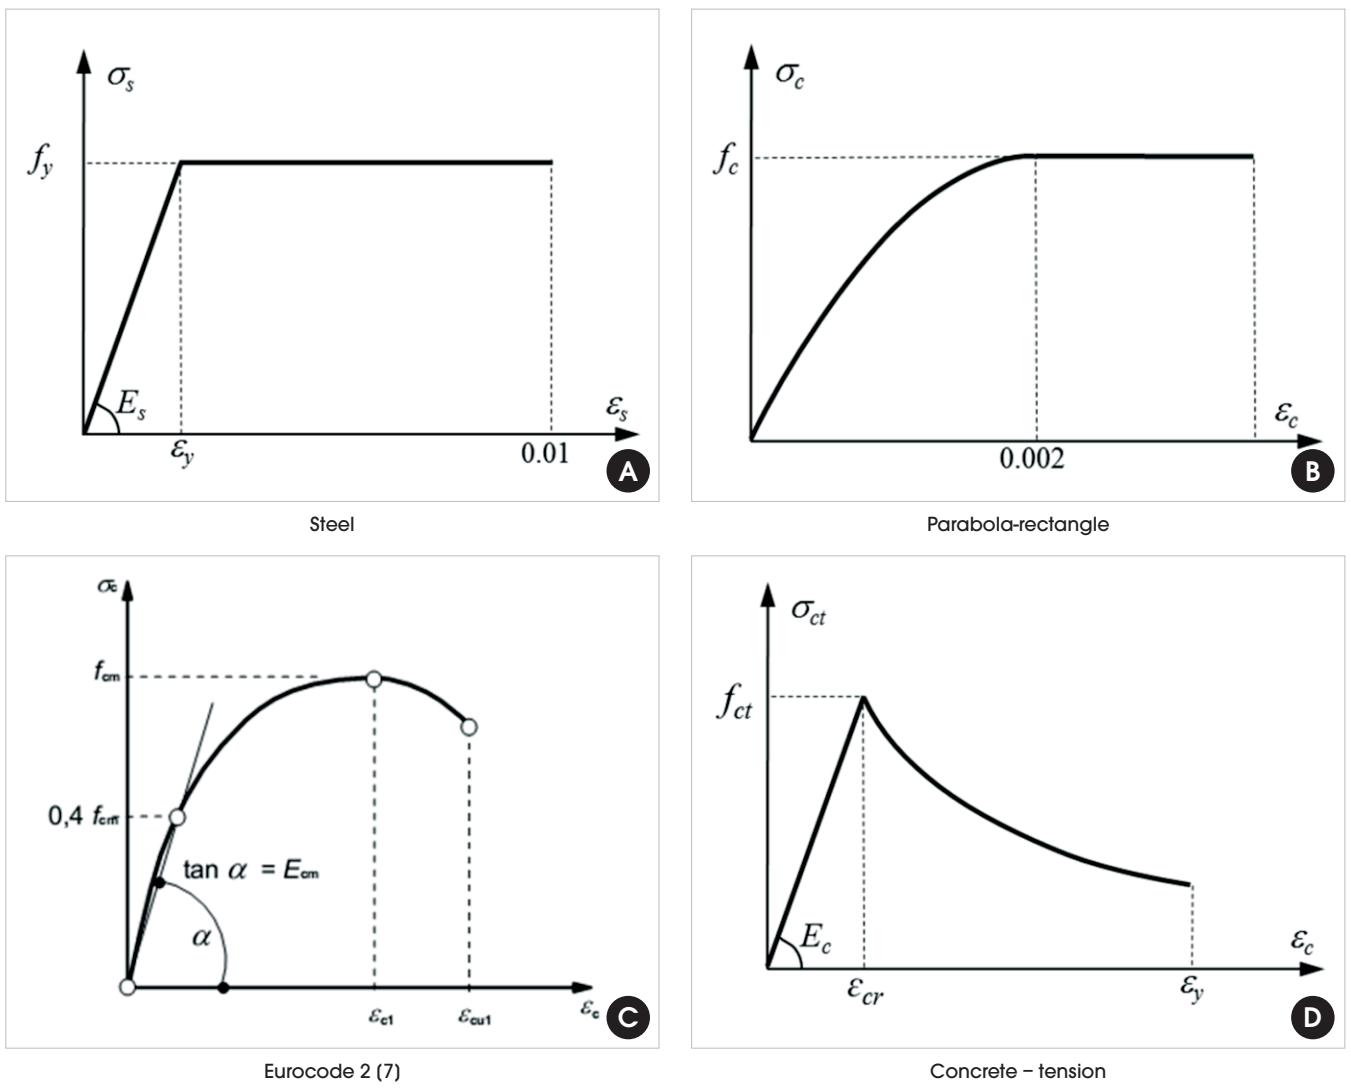 σs
fy
Es
εs
εy
0.01
A
Steel
σc
fc
εc
0.002
B
Parabola-rectangle
σc
fcm
0,4 fcm
tan α = Ecm
α
εc1
εcu1
εc
C
Eurocode 2 (7)
σct
fct
Ec
εc
εcr
εy
D
Concrete – tension